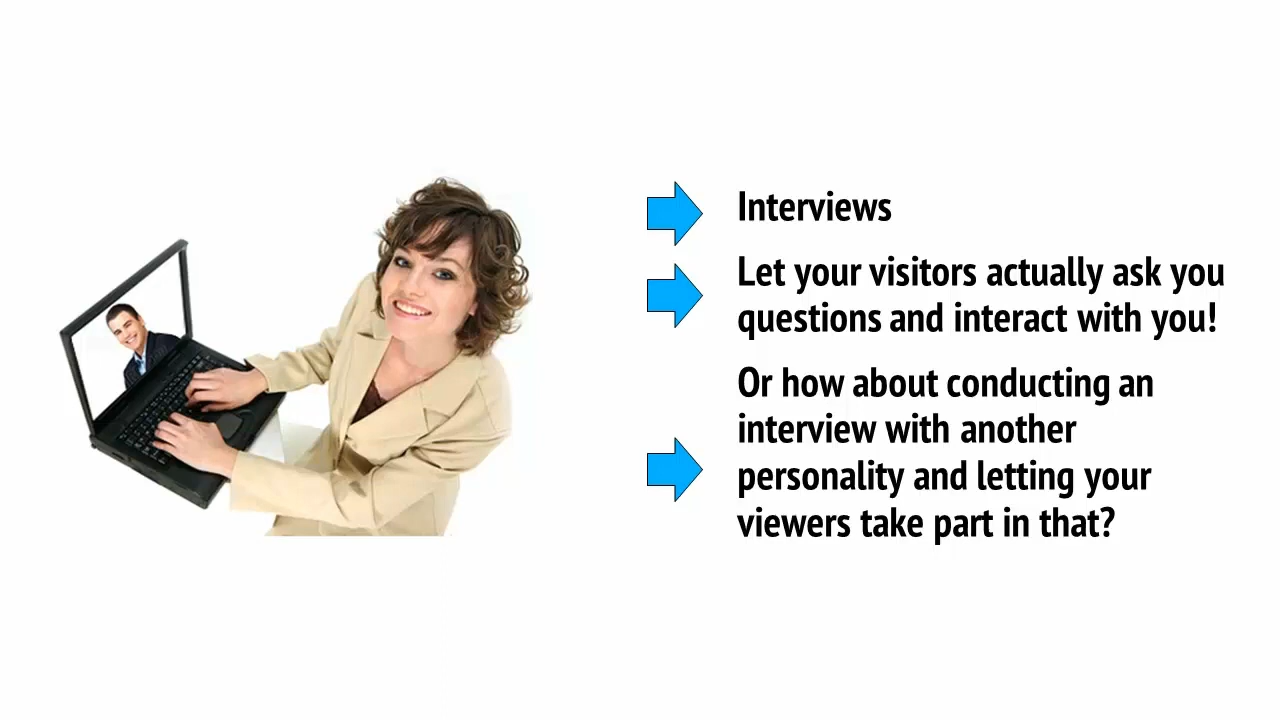 Interviews
Let your visitors actually ask you
questions and interact with you!
Or how about conducting an
interview with another
personality and letting your
viewers take part in that?